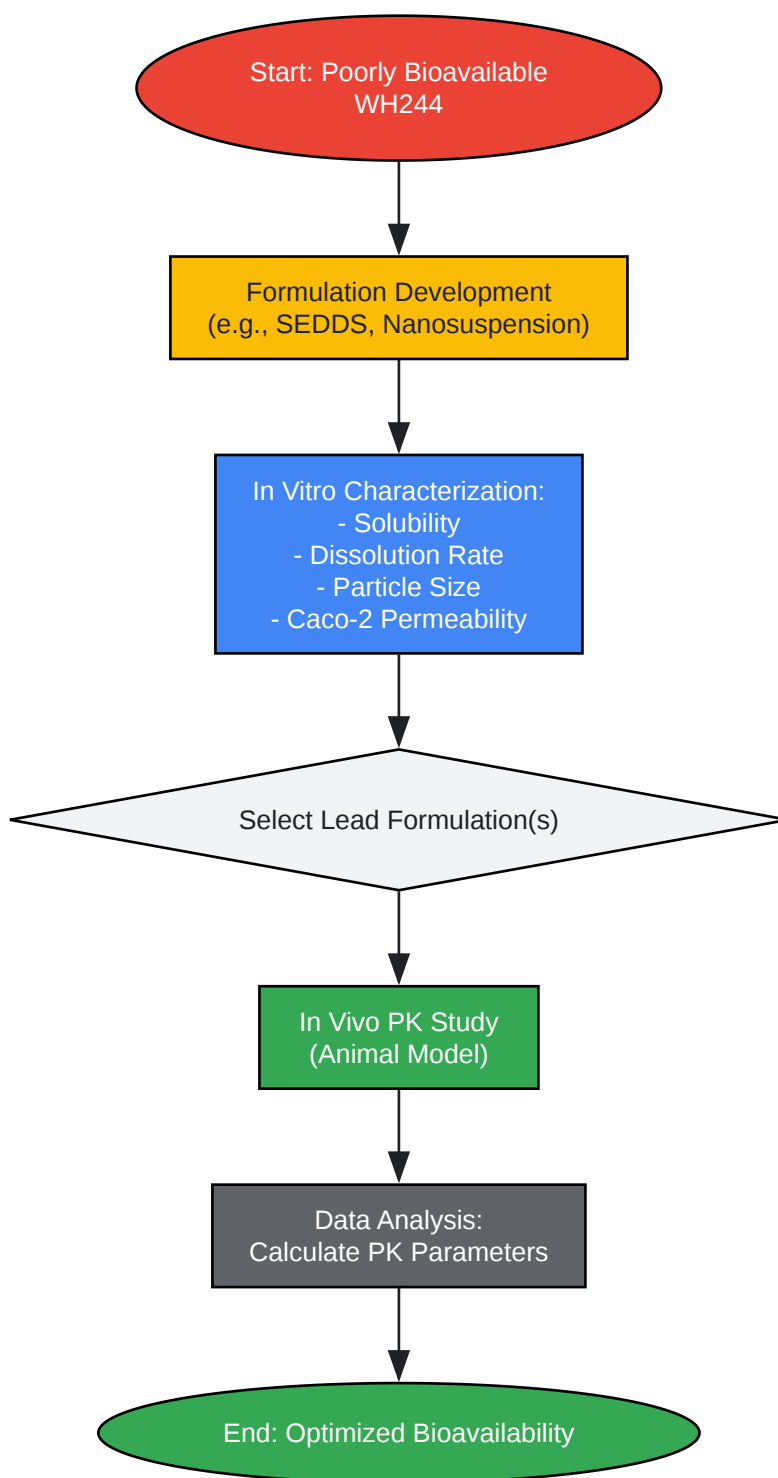 Start: Poorly Bioavailable
WH244
Formulation Development
(e.g., SEDDS, Nanosuspension)
In Vitro Characterization:
- Solubility
- Dissolution Rate
- Particle Size
- Caco-2 Permeability
Select Lead Formulation(s)
In Vivo PK Study
(Animal Model)
Data Analysis:
Calculate PK Parameters
End: Optimized Bioavailability